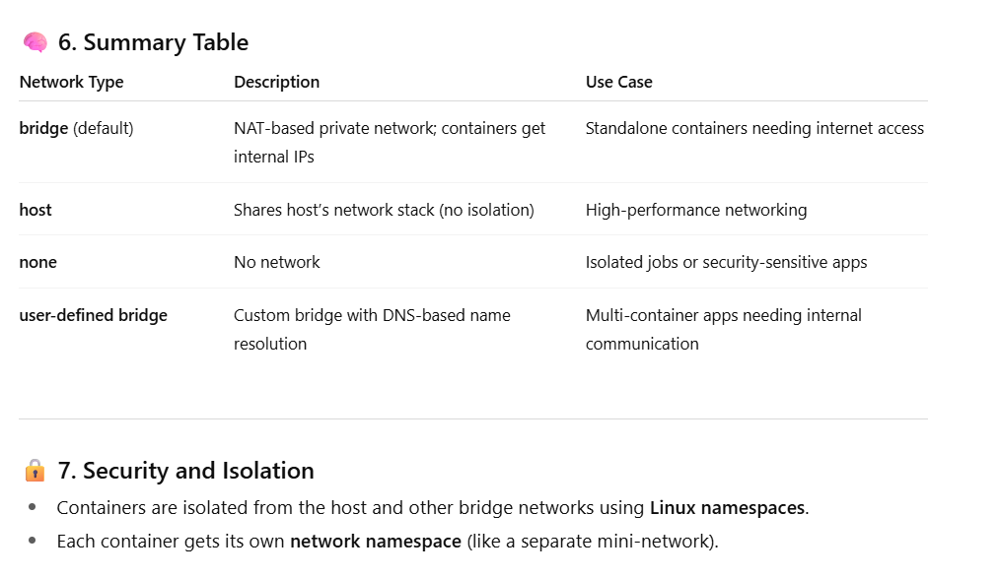 🧠 6. Summary Table
Network Type Description Use Case
bridge (default) NAT-based private network; containers get Standalone containers needing internet access
internal IPs
host Shares host’s network stack (no isolation) High-performance networking
none No network Isolated jobs or security-sensitive apps
user-defined bridge Custom bridge with DNS-based name Multi-container apps needing internal
resolution communication
🔒 7. Security and Isolation
• Containers are isolated from the host and other bridge networks using Linux namespaces.
• Each container gets its own network namespace (like a separate mini-network).